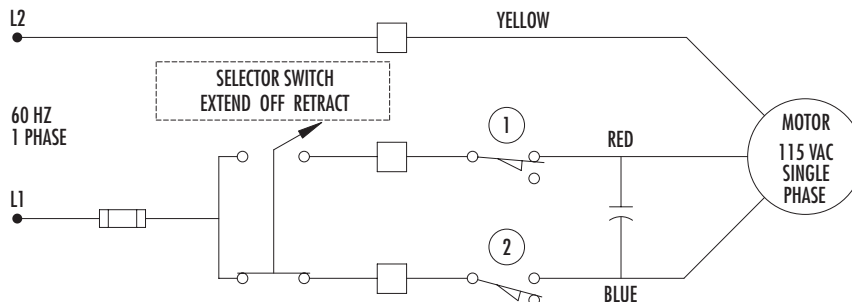 L2
YELLOW
SELECTOR SWITCH
EXTEND OFF RETRACT
60 HZ
1 PHASE
1
RED
MOTOR
115 VAC
SINGLE
PHASE
L1
2
BLUE